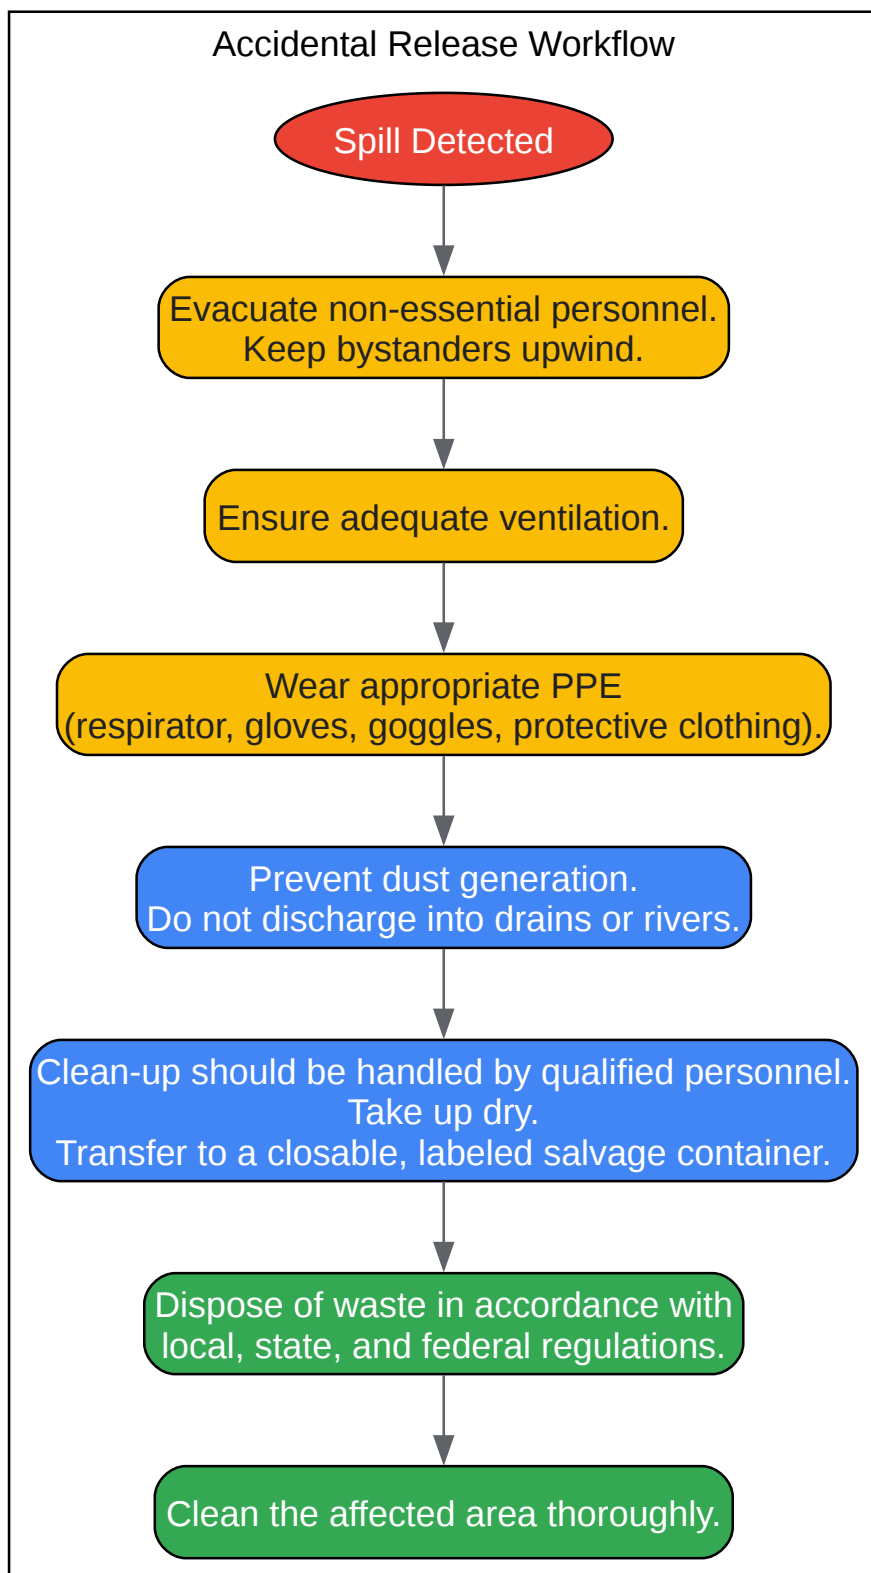 Accidental Release Workflow
Spill Detected
Evacuate non-essential personnel.
Keep bystanders upwind.
Ensure adequate ventilation.
Wear appropriate PPE
(respirator, gloves, goggles, protective clothing).
Prevent dust generation.
Do not discharge into drains or rivers.
Clean-up should be handled by qualified personnel.
Take up dry.
Transfer to a closable, labeled salvage container.
Dispose of waste in accordance with
local, state, and federal regulations.
Clean the affected area thoroughly.